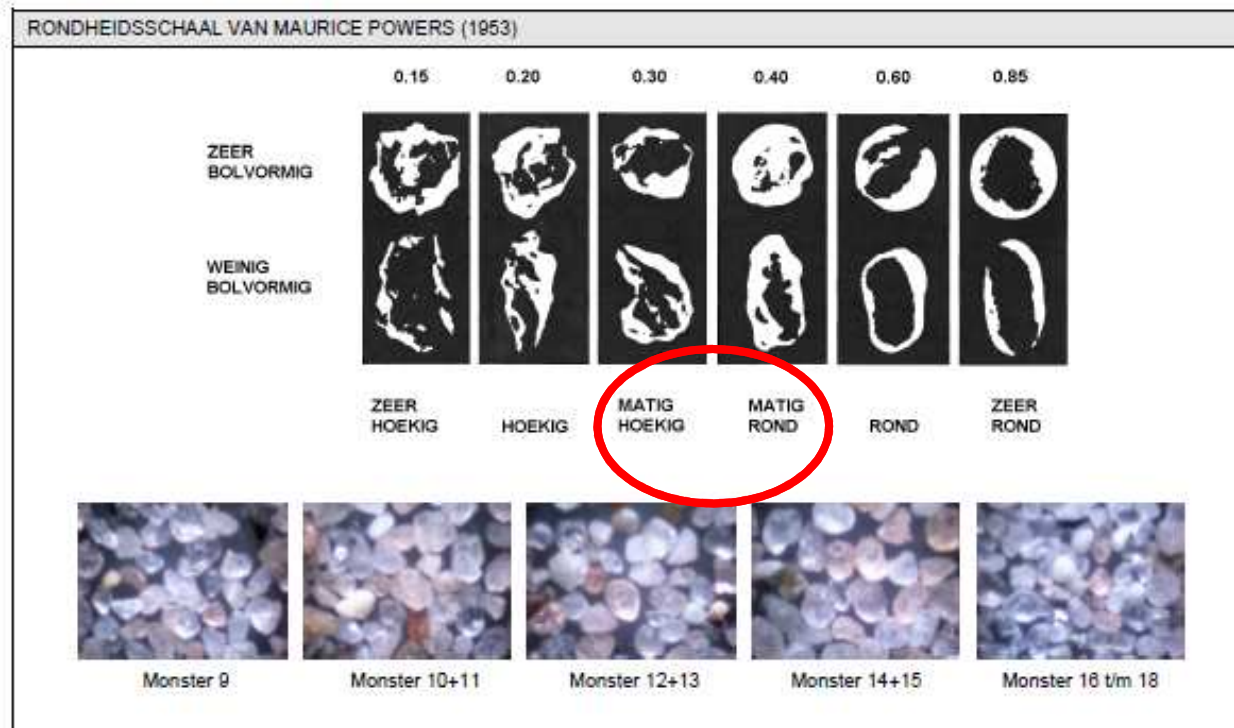 RONDHEIDSSCHAAL VAN MAURICE POWERS (1953)
0.15 0.20 0.30 0.40 0.60 0.85
ZEER
BOLVORMIG
WEINIG
BOLVORMIG
ZEER
HOEKIG
HOEKIG
MATIG
HOEKIG
MATIG
ROND
ROND
ZEER
ROND
Monster 9 Monster 10+11 Monster 12+13 Monster 14+15 Monster 16 t/m 18